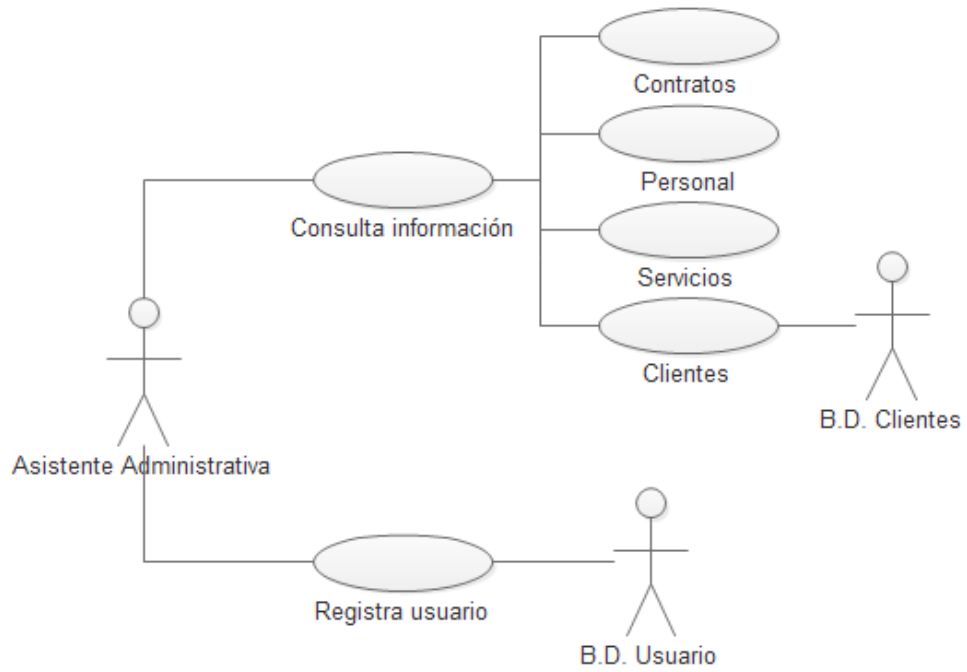 Contratos
Personal
Consulta información
Servicios
Clientes
B.D. Clientes
Asistente Administrativa
Registra usuario
B.D. Usuario